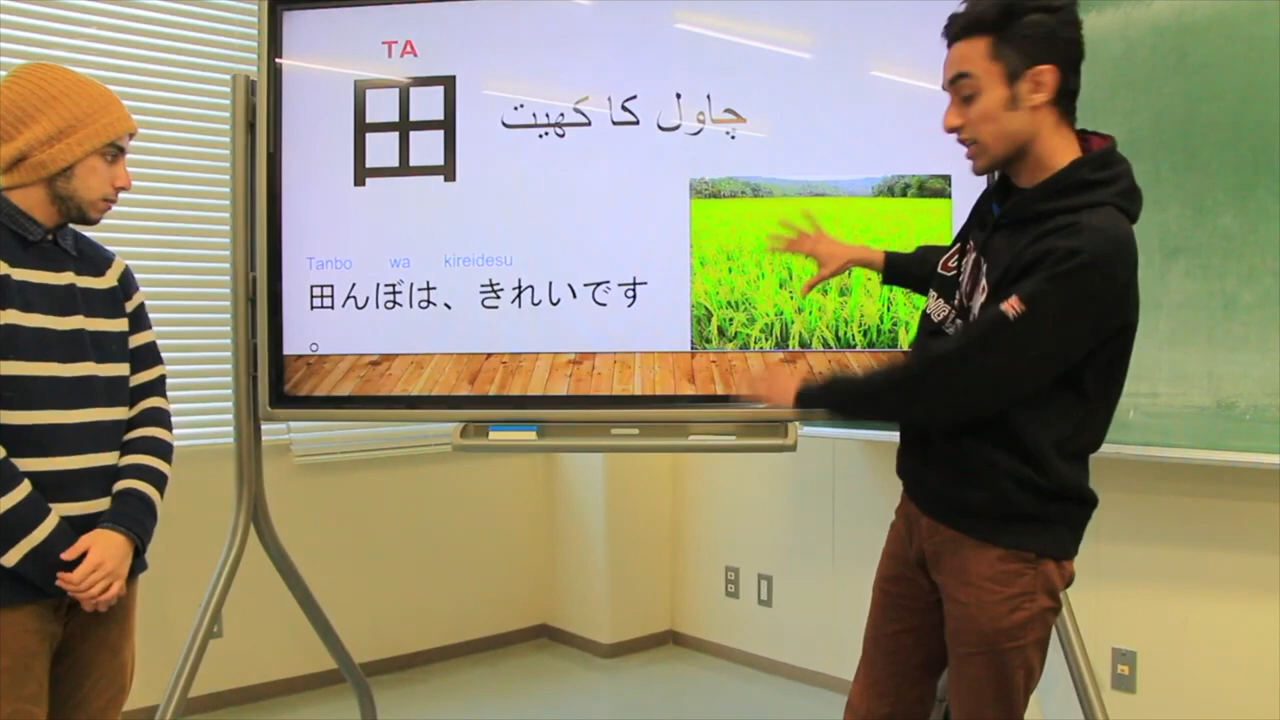 TA
田
چاول کا کھیت
Tanbo wa kireidesu
田んぼは、きれいです
。